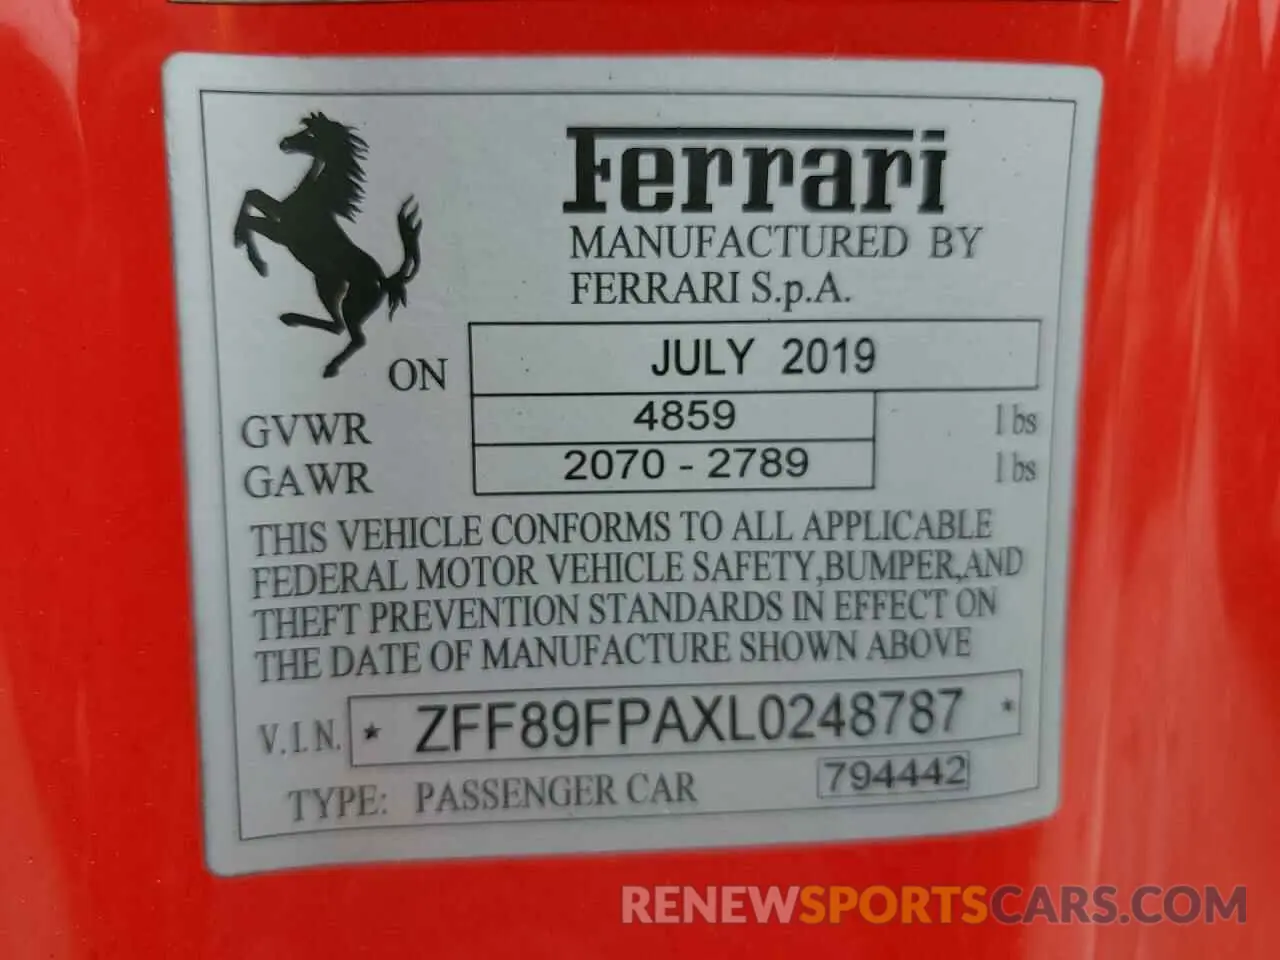 Ferrari
MANUFACTURED BY
FERRARI S.p.A.
ON JULY 2019
GVWR 4859 lbs
GAWR 2070 - 2789 lbs
THIS VEHICLE CONFORMS TO ALL APPLICABLE
FEDERAL MOTOR VEHICLE SAFETY,BUMPER,AND
THEFT PREVENTION STANDARDS IN EFFECT ON
THE DATE OF MANUFACTURE SHOWN ABOVE
V.I.N. * ZFF89FPAXL0248787 *
TYPE: PASSENGER CAR 794442
RENEWSPORTSCARS.COM